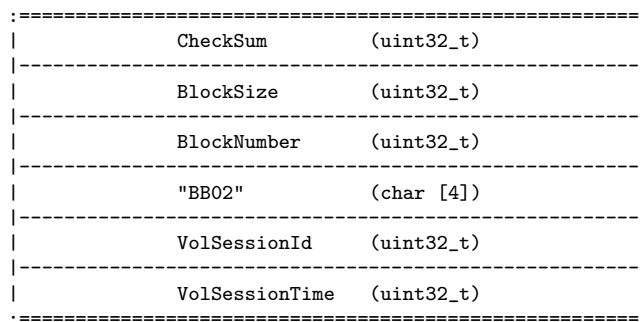 :=======================================================
| CheckSum (uint32_t)
|-------------------------------------------------------
| BlockSize (uint32_t)
|-------------------------------------------------------
| BlockNumber (uint32_t)
|-------------------------------------------------------
| "BB02" (char [4])
|-------------------------------------------------------
| VolSessionId (uint32_t)
|-------------------------------------------------------
| VolSessionTime (uint32_t)
:=======================================================